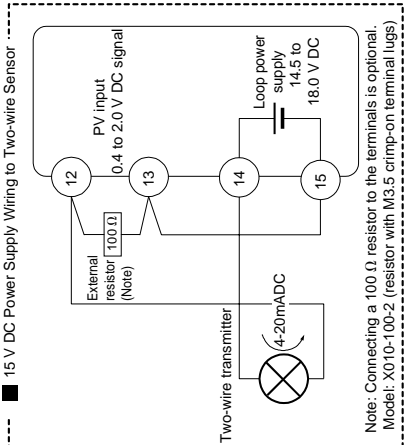 15 V DC Power Supply Wiring to Two-wire Sensor
PV input
0.4 to 2.0 V DC signal
Loop power
supply
14.5 to
18.0 V DC
12
13
14
15
External
resistor
(Note)
100 Ω
4-20mADC
Two-wire transmitter
Note: Connecting a 100 Ω resistor to the terminals is optional.
Model: X010-100-2 (resistor with M3.5 crimp-on terminal lugs)